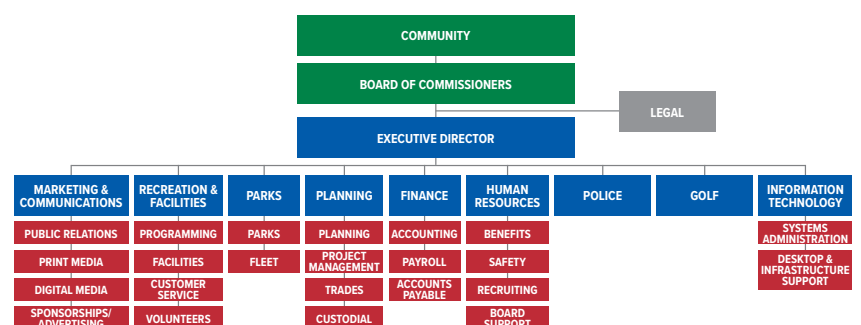 COMMUNITY
BOARD OF COMMISSIONERS
LEGAL
EXECUTIVE DIRECTOR
MARKETING &
COMMUNICATIONS
RECREATION &
FACILITIES
PARKS
PLANNING
FINANCE
HUMAN
RESOURCES
POLICE
GOLF
INFORMATION
TECHNOLOGY
PUBLIC RELATIONS
PROGRAMMING
PARKS
PLANNING
ACCOUNTING
BENEFITS
SYSTEMS
ADMINISTRATION
PRINT MEDIA
FACILITIES
FLEET
PROJECT
MANAGEMENT
PAYROLL
SAFETY
DESKTOP &
INFRASTRUCTURE
SUPPORT
DIGITAL MEDIA
CUSTOMER
SERVICE
TRADES
ACCOUNTS
PAYABLE
RECRUITING
SPONSORSHIPS/
ADVERTISING
VOLUNTEERS
CUSTODIAL
BOARD
SUPPORT